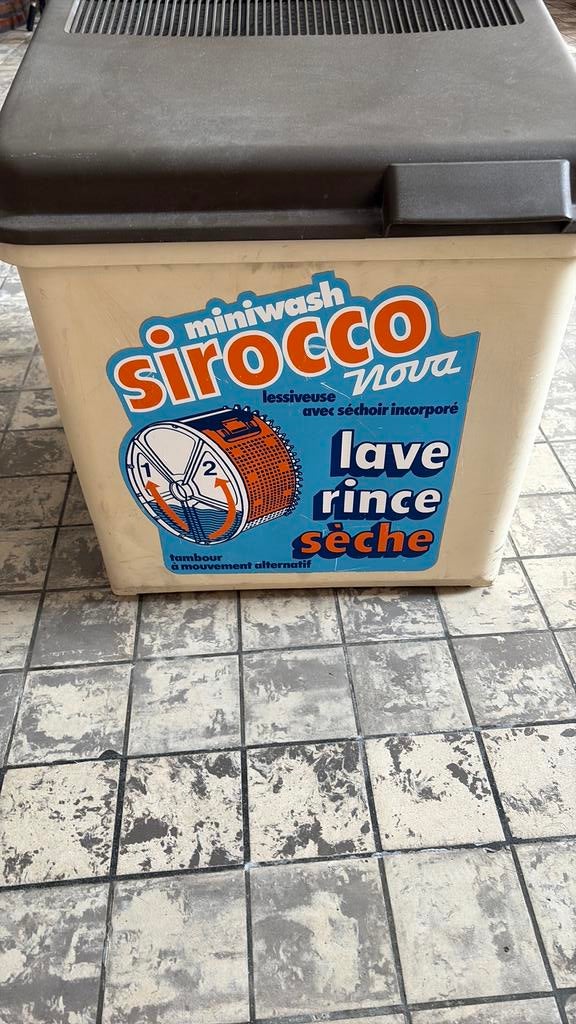 miniwash
sirocco
nova
lessiveuse
avec séchoir incorporé
1 2
lave
rince
sèche
tambour
à mouvement alternatif